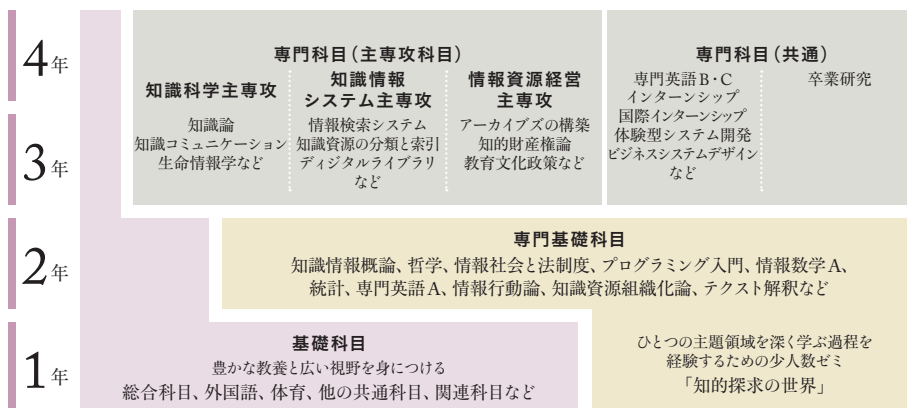 4年
3年
2年
1年
専門科目（主専攻科目）
知識科学主専攻
知識論
知識コミュニケーション
生命情報学など
知識情報
システム主専攻
情報検索システム
知識資源の分類と索引
ディジタルライブラリ
など
情報資源経営
主専攻
アーカイブズの構築
知的財産権論
教育文化政策など
専門科目（共通）
専門英語B・C
インターンシップ
国際インターンシップ
体験型システム開発
ビジネスシステムデザイン
など
卒業研究
専門基礎科目
知識情報概論、哲学、情報社会と法制度、プログラミング入門、情報数学A、
統計、専門英語A、情報行動論、知識資源組織化論、テクスト解釈など
基礎科目
豊かな教養と広い視野を身につける
総合科目、外国語、体育、他の共通科目、関連科目など
ひとつの主題領域を深く学ぶ過程を
経験するための少人数ゼミ
「知的探求の世界」